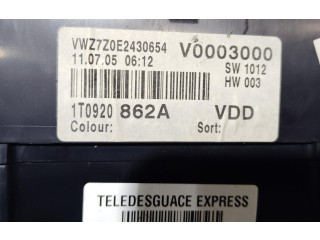 VWZ7Z0E2430654 V0003000
11.07.05 06:12 SW 1012
HW 003
1T0920 862A VDD
Colour: Sort:
TELEDESGUACE EXPRESS